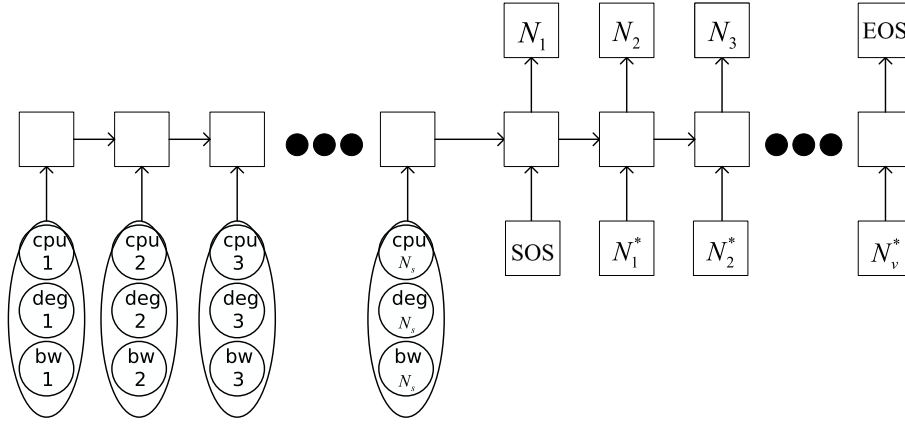 N₁ N₂ N₃ EOS
SOS N₁* N₂* Nᵥ*
cpu 1
deg 1
bw 1
cpu 2
deg 2
bw 2
cpu 3
deg 3
bw 3
cpu Nₛ
deg Nₛ
bw Nₛ